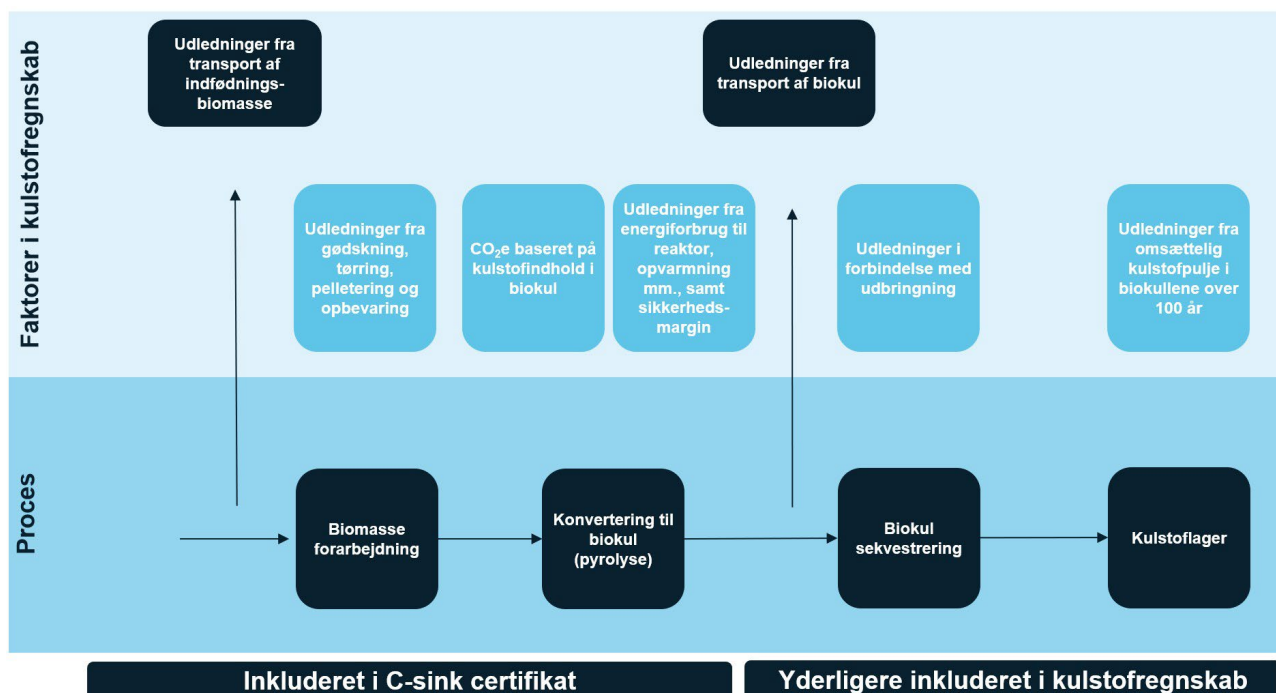 Faktorer i kulstofregnskab
Udledninger fra
transport af
indfødnings-
biomasse
Udledninger fra
transport af biokul
Udledninger fra
gødskning,
tørring,
pelletering og
opbevaring
CO₂e baseret på
kulstofindhold i
biokul
Udledninger fra
energiforbrug til
reaktor,
opvarmning
mm., samt
sikkerheds-
margin
Udledninger i
forbindelse med
udbringning
Udledninger fra
omsættelig
kulstofpulje i
biokullene over
100 år
Proces
Biomasse
forarbejdning
Konvertering til
biokul
(pyrolyse)
Biokul
sekvestrering
Kulstoflager
Inkluderet i C-sink certifikat
Yderligere inkluderet i kulstofregnskab